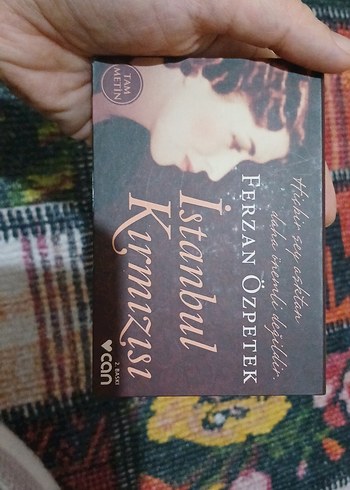 Hiçbir şey aşktan
daha önemli değildir.
FERZAN ÖZPETEK
İstanbul
Kırmızısı
TAM
METİN
can
2. BASKI